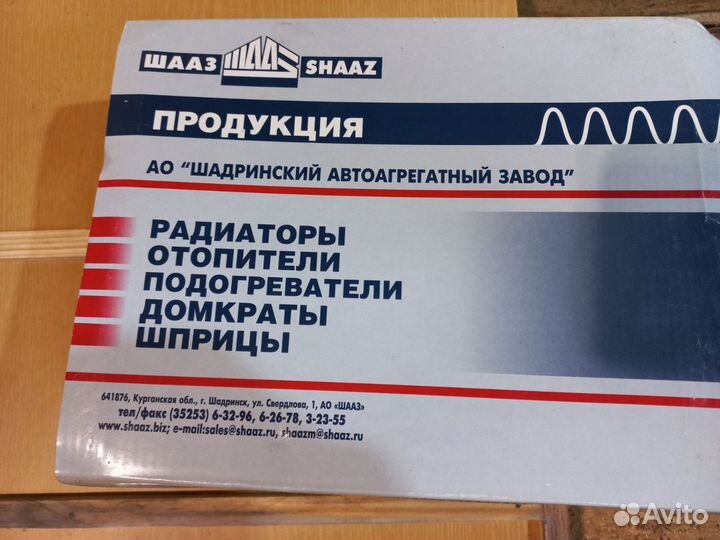 ШААЗ ШААЗ SHAAZ
ПРОДУКЦИЯ
АО "ШАДРИНСКИЙ АВТОАГРЕГАТНЫЙ ЗАВОД"
РАДИАТОРЫ
ОТОПИТЕЛИ
ПОДОГРЕВАТЕЛИ
ДОМКРАТЫ
ШПРИЦЫ
641876, Курганская обл., г. Шадринск, ул. Свердлова, 1, АО «ШААЗ»
тел/факс (35253) 6-32-96, 6-26-78, 3-23-55
www.shaaz.biz; e-mail:sales@shaaz.ru, shaazm@shaaz.ru
Avito